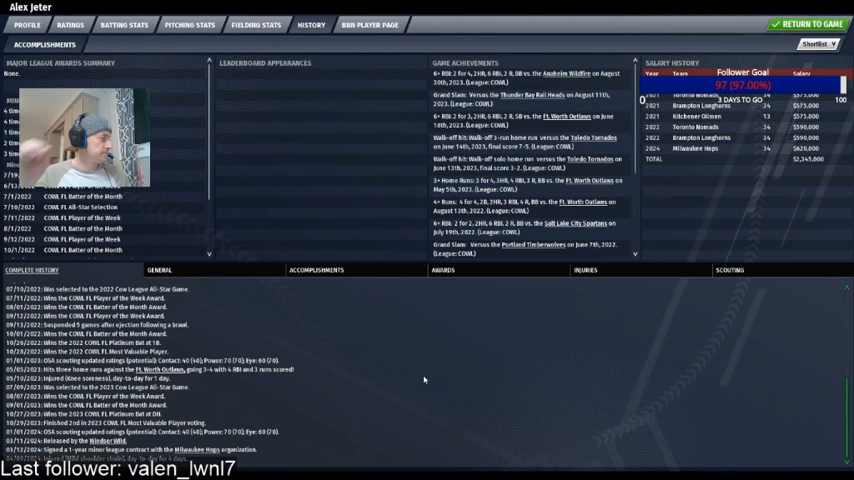 Alex Jeter
PROFILE
RATINGS
BATTING STATS
PITCHING STATS
FIELDING STATS
HISTORY
BNN PLAYER PAGE
RETURN TO GAME
ACCOMPLISHMENTS
Shortlist
MAJOR LEAGUE AWARDS SUMMARY
None.
7/1/2022 COWL FL Batter of the Month
7/10/2022 COWL FL All-Star Selection
7/11/2022 COWL FL Player of the Week
8/1/2022 COWL FL Batter of the Month
9/12/2022 COWL FL Player of the Week
10/1/2022 COWL FL Batter of the Month
LEADERBOARD APPEARANCES
GAME ACHIEVEMENTS
6+ RBI: 2 for 4, 2HR, 6 RBI, 2 R, BB vs. the Anaheim Wildfire on August
30th, 2023. (League: COWL)
Grand Slam: Versus the Thunder Bay Rail Heads on August 11th,
2023. (League: COWL)
6+ RBI: 2 for 3, 2HR, 6 RBI, 2 R, BB vs. the Ft. Worth Outlaws on June
18th, 2023. (League: COWL)
Walk-off hit: Walk-off 3-run home run versus the Toledo Tornados
on June 14th, 2023, final score 7-5. (League: COWL)
Walk-off hit: Walk-off solo home run versus the Toledo Tornados on
June 13th, 2023, final score 3-2. (League: COWL)
3+ Home Runs: 3 for 4, 3HR, 4 RBI, 3 R, BB vs. the Ft. Worth Outlaws on
May 5th, 2023. (League: COWL)
4+ Runs: 4 for 4, 2B, 2HR, 3 RBI, 4 R, BB vs. the Ft. Worth Outlaws on
August 13th, 2022. (League: COWL)
6+ RBI: 2 for 2, 2HR, 6 RBI, 2 R, BB vs. the Salt Lake City Spartans on
July 19th, 2022. (League: COWL)
Grand Slam: Versus the Portland Timberwolves on June 7th, 2022.
(League: COWL)
SALARY HISTORY
Year Team Salary
Follower Goal
97 (97.00%)
0 3 DAYS TO GO 100
2021 Toronto Nomads 34 $575,000
2021 Brampton Longhorns 34 $575,000
2021 Kitchener Oilmen 13 $575,000
2022 Toronto Nomads 34 $590,000
2022 Brampton Longhorns 34 $590,000
2024 Milwaukee Hops 34 $620,000
TOTAL $2,345,000
COMPLETE HISTORY
GENERAL
ACCOMPLISHMENTS
AWARDS
INJURIES
SCOUTING
07/10/2022: Was selected to the 2022 Cow League All-Star Game.
07/11/2022: Wins the COWL FL Player of the Week Award.
08/01/2022: Wins the COWL FL Batter of the Month Award.
09/12/2022: Wins the COWL FL Player of the Week Award.
09/13/2022: Suspended 5 games after ejection following a brawl.
10/01/2022: Wins the COWL FL Batter of the Month Award.
10/26/2022: Wins the 2022 COWL FL Platinum Bat at 1B.
10/28/2022: Wins the COWL FL Most Valuable Player.
01/01/2023: OSA scouting updated ratings (potential): Contact: 40 (40); Power: 70 (70); Eye: 60 (70).
05/05/2023: Hits three home runs against the Ft. Worth Outlaws, going 3-4 with 4 RBI and 3 runs scored!
05/10/2023: Injured (Knee soreness), day-to-day for 1 day.
07/09/2023: Was selected to the 2023 Cow League All-Star Game.
08/07/2023: Wins the COWL FL Player of the Week Award.
09/01/2023: Wins the COWL FL Batter of the Month Award.
10/27/2023: Wins the 2023 COWL FL Platinum Bat at DH.
10/29/2023: Finished 2nd in 2023 COWL FL Most Valuable Player voting.
01/01/2024: OSA scouting updated ratings (potential): Contact: 40 (40); Power: 70 (70); Eye: 60 (70).
03/11/2024: Released by the Windsor Wild.
03/12/2024: Signed a 1-year minor league contract with the Milwaukee Hops organization.
Last follower: valen_lwnl7